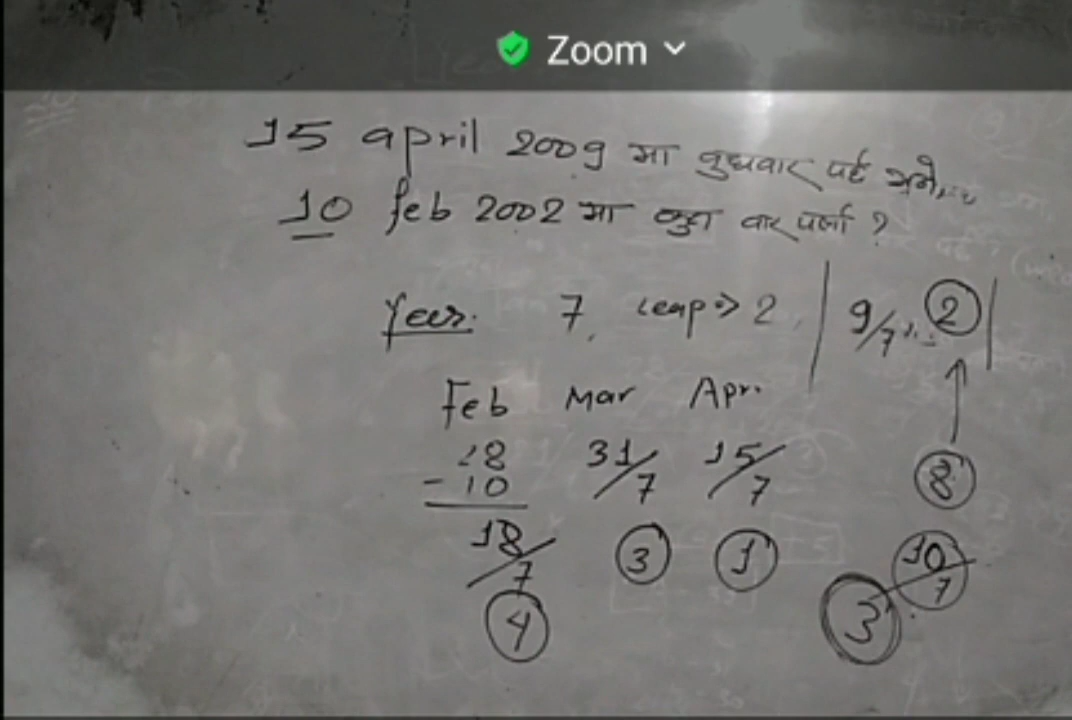 Zoom
15 april 2009 मा बुधवार पर्छ भने,
10 feb 2002 मा कुन वार पर्ला ?
Year. 7, leap => 2, 9/7 2
Feb Mar Apr.
28 31/7 15/7 8
- 10
18/7 3 1 10/7
4 3